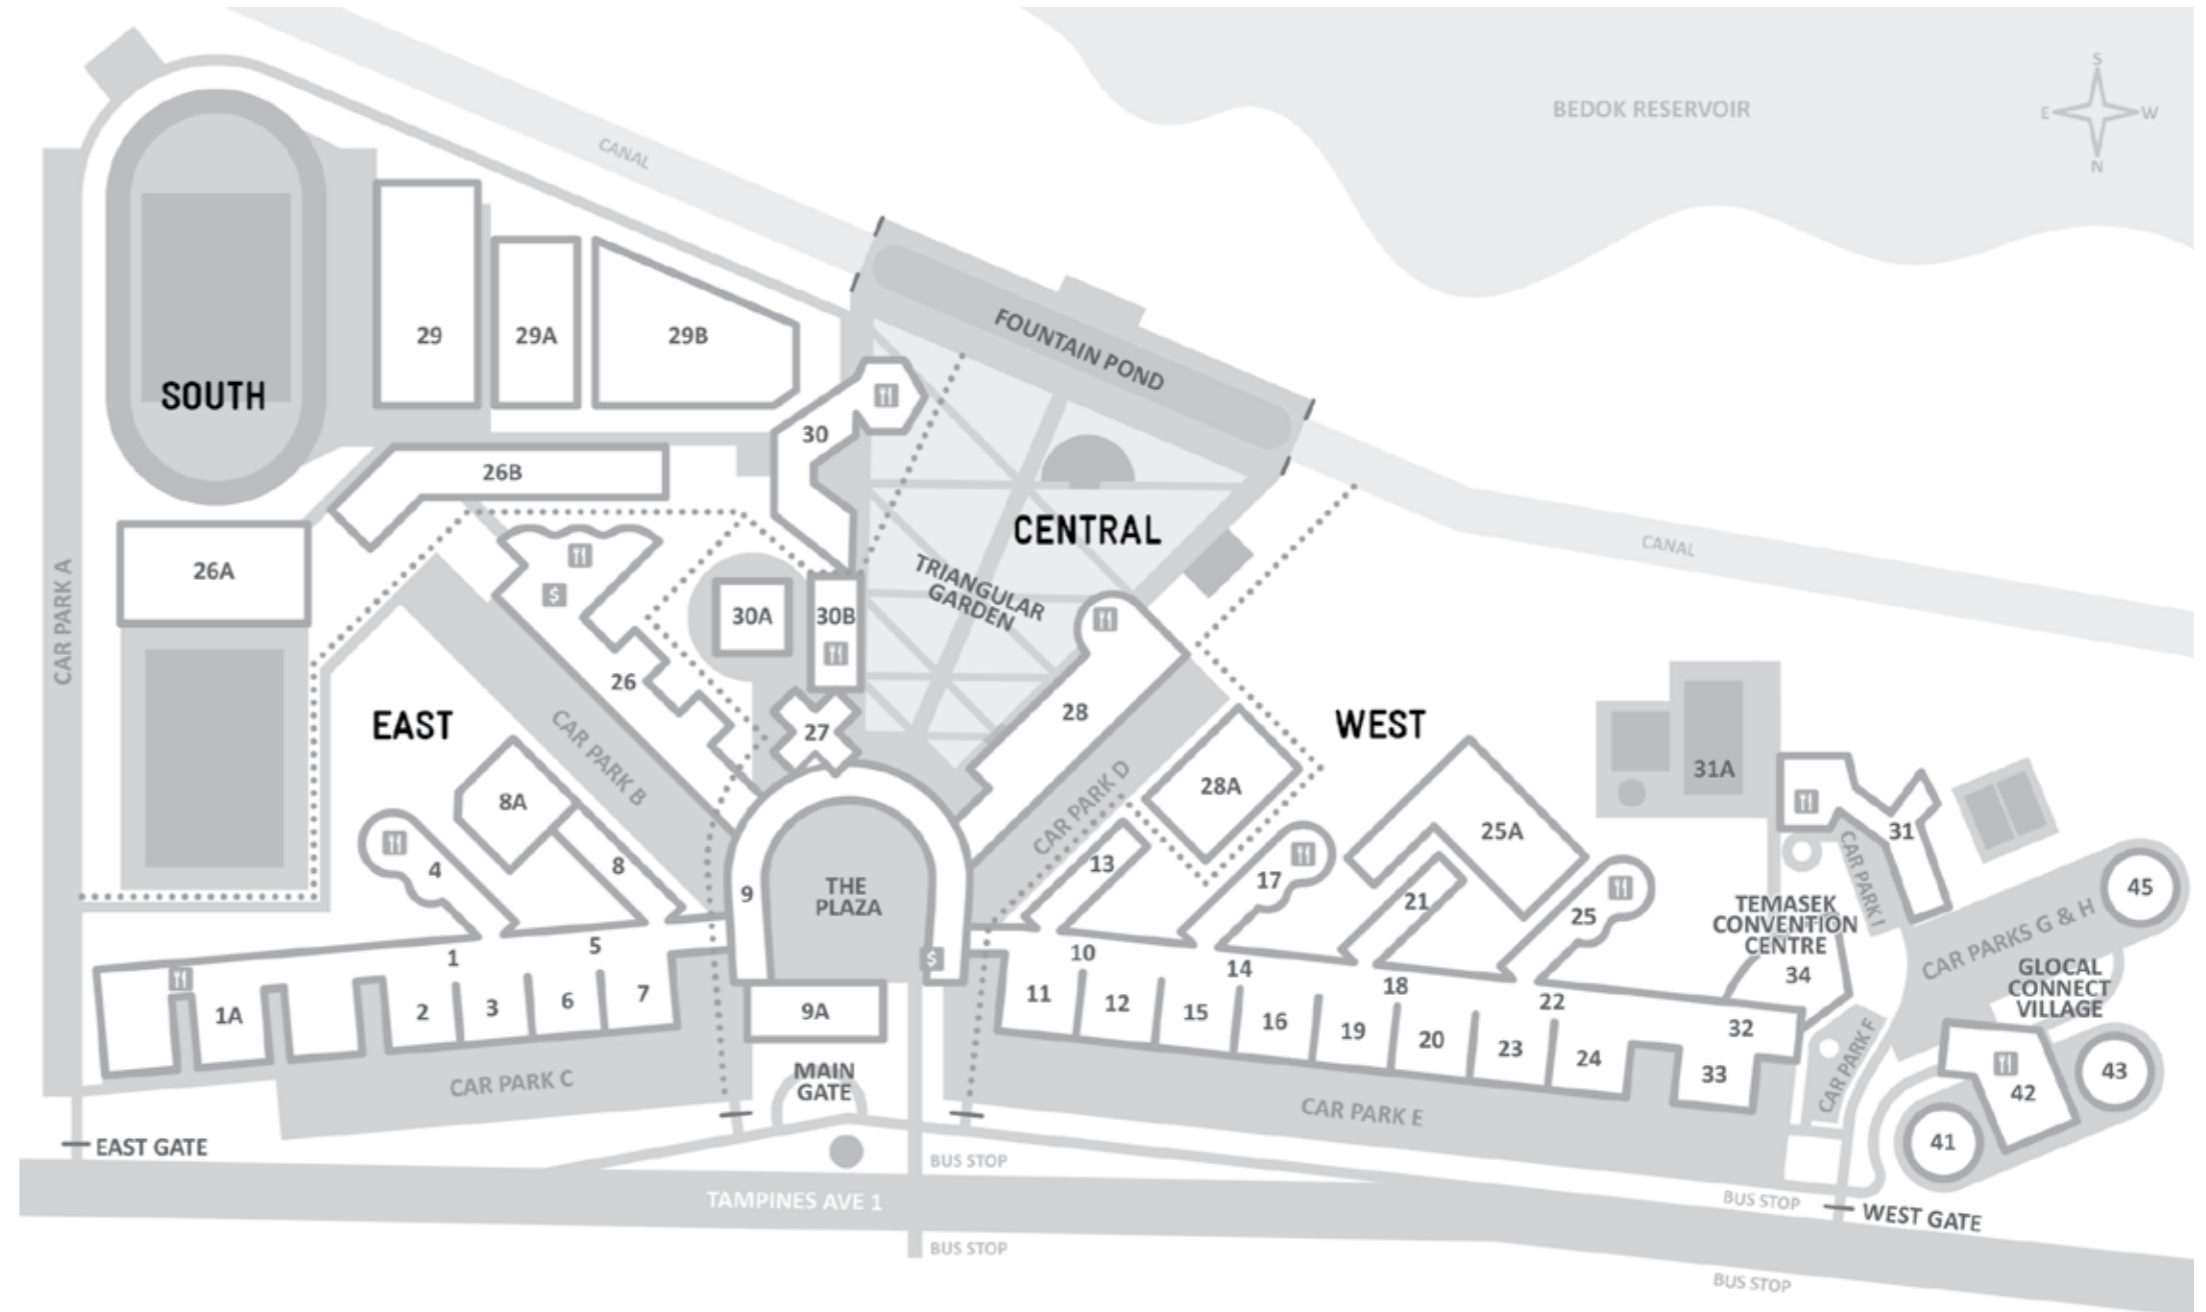 S
BEDOK RESERVOIR
E
W
N
CANAL
FOUNTAIN POND
29
29A
29B
SOUTH
30
26B
CENTRAL
CANAL
TRIANGULAR
GARDEN
26A
CAR PARK A
$
30A
30B
26
28
EAST
WEST
CAR PARK B
27
31A
28A
8A
CAR PARK D
25A
31
4
8
13
17
21
25
CAR PARK I
9
THE
PLAZA
45
TEMASEK
CONVENTION
CENTRE
34
CAR PARKS G & H
1
5
10
14
18
22
$
GLOCAL
CONNECT
VILLAGE
1A
2
3
6
7
9A
11
12
15
16
19
20
23
24
32
33
CAR PARK F
42
43
41
CAR PARK C
MAIN
GATE
CAR PARK E
EAST GATE
BUS STOP
TAMPINES AVE 1
BUS STOP
WEST GATE
BUS STOP
BUS STOP